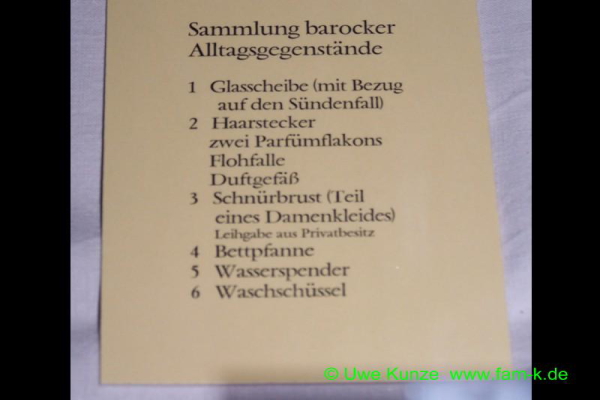 Sammlung barocker
Alltagsgegenstände
1 Glasscheibe (mit Bezug
auf den Sündenfall)
2 Haarstecker
zwei Parfümflakons
Flohfalle
Duftgefäß
3 Schnürbrust (Teil
eines Damenkleides)
Leihgabe aus Privatbesitz
4 Bettpfanne
5 Wasserspender
6 Waschschüssel
© Uwe Kunze www.fam-k.de